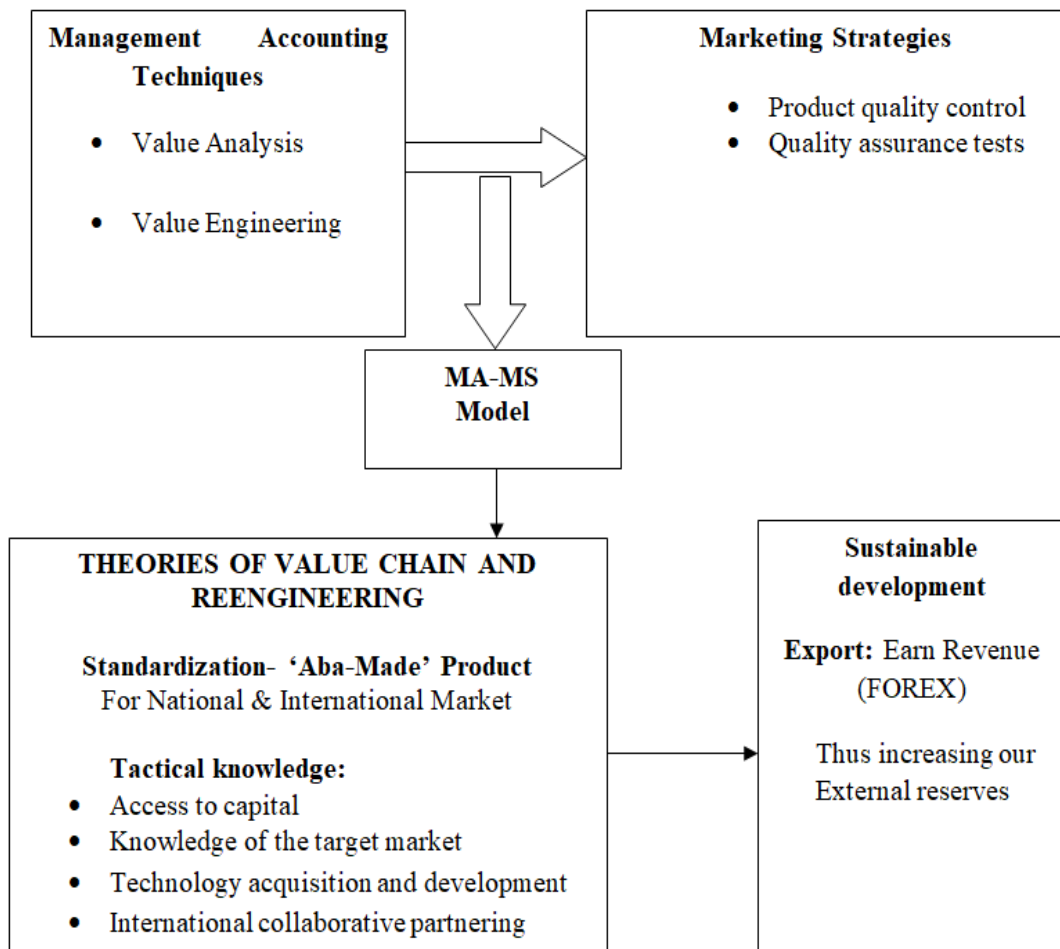 Management Accounting
Techniques
• Value Analysis
• Value Engineering
Marketing Strategies
• Product quality control
• Quality assurance tests
MA-MS
Model
THEORIES OF VALUE CHAIN AND
REENGINEERING
Standardization- ‘Aba-Made’ Product
For National & International Market
Tactical knowledge:
• Access to capital
• Knowledge of the target market
• Technology acquisition and development
• International collaborative partnering
Sustainable
development
Export: Earn Revenue
(FOREX)
Thus increasing our
External reserves